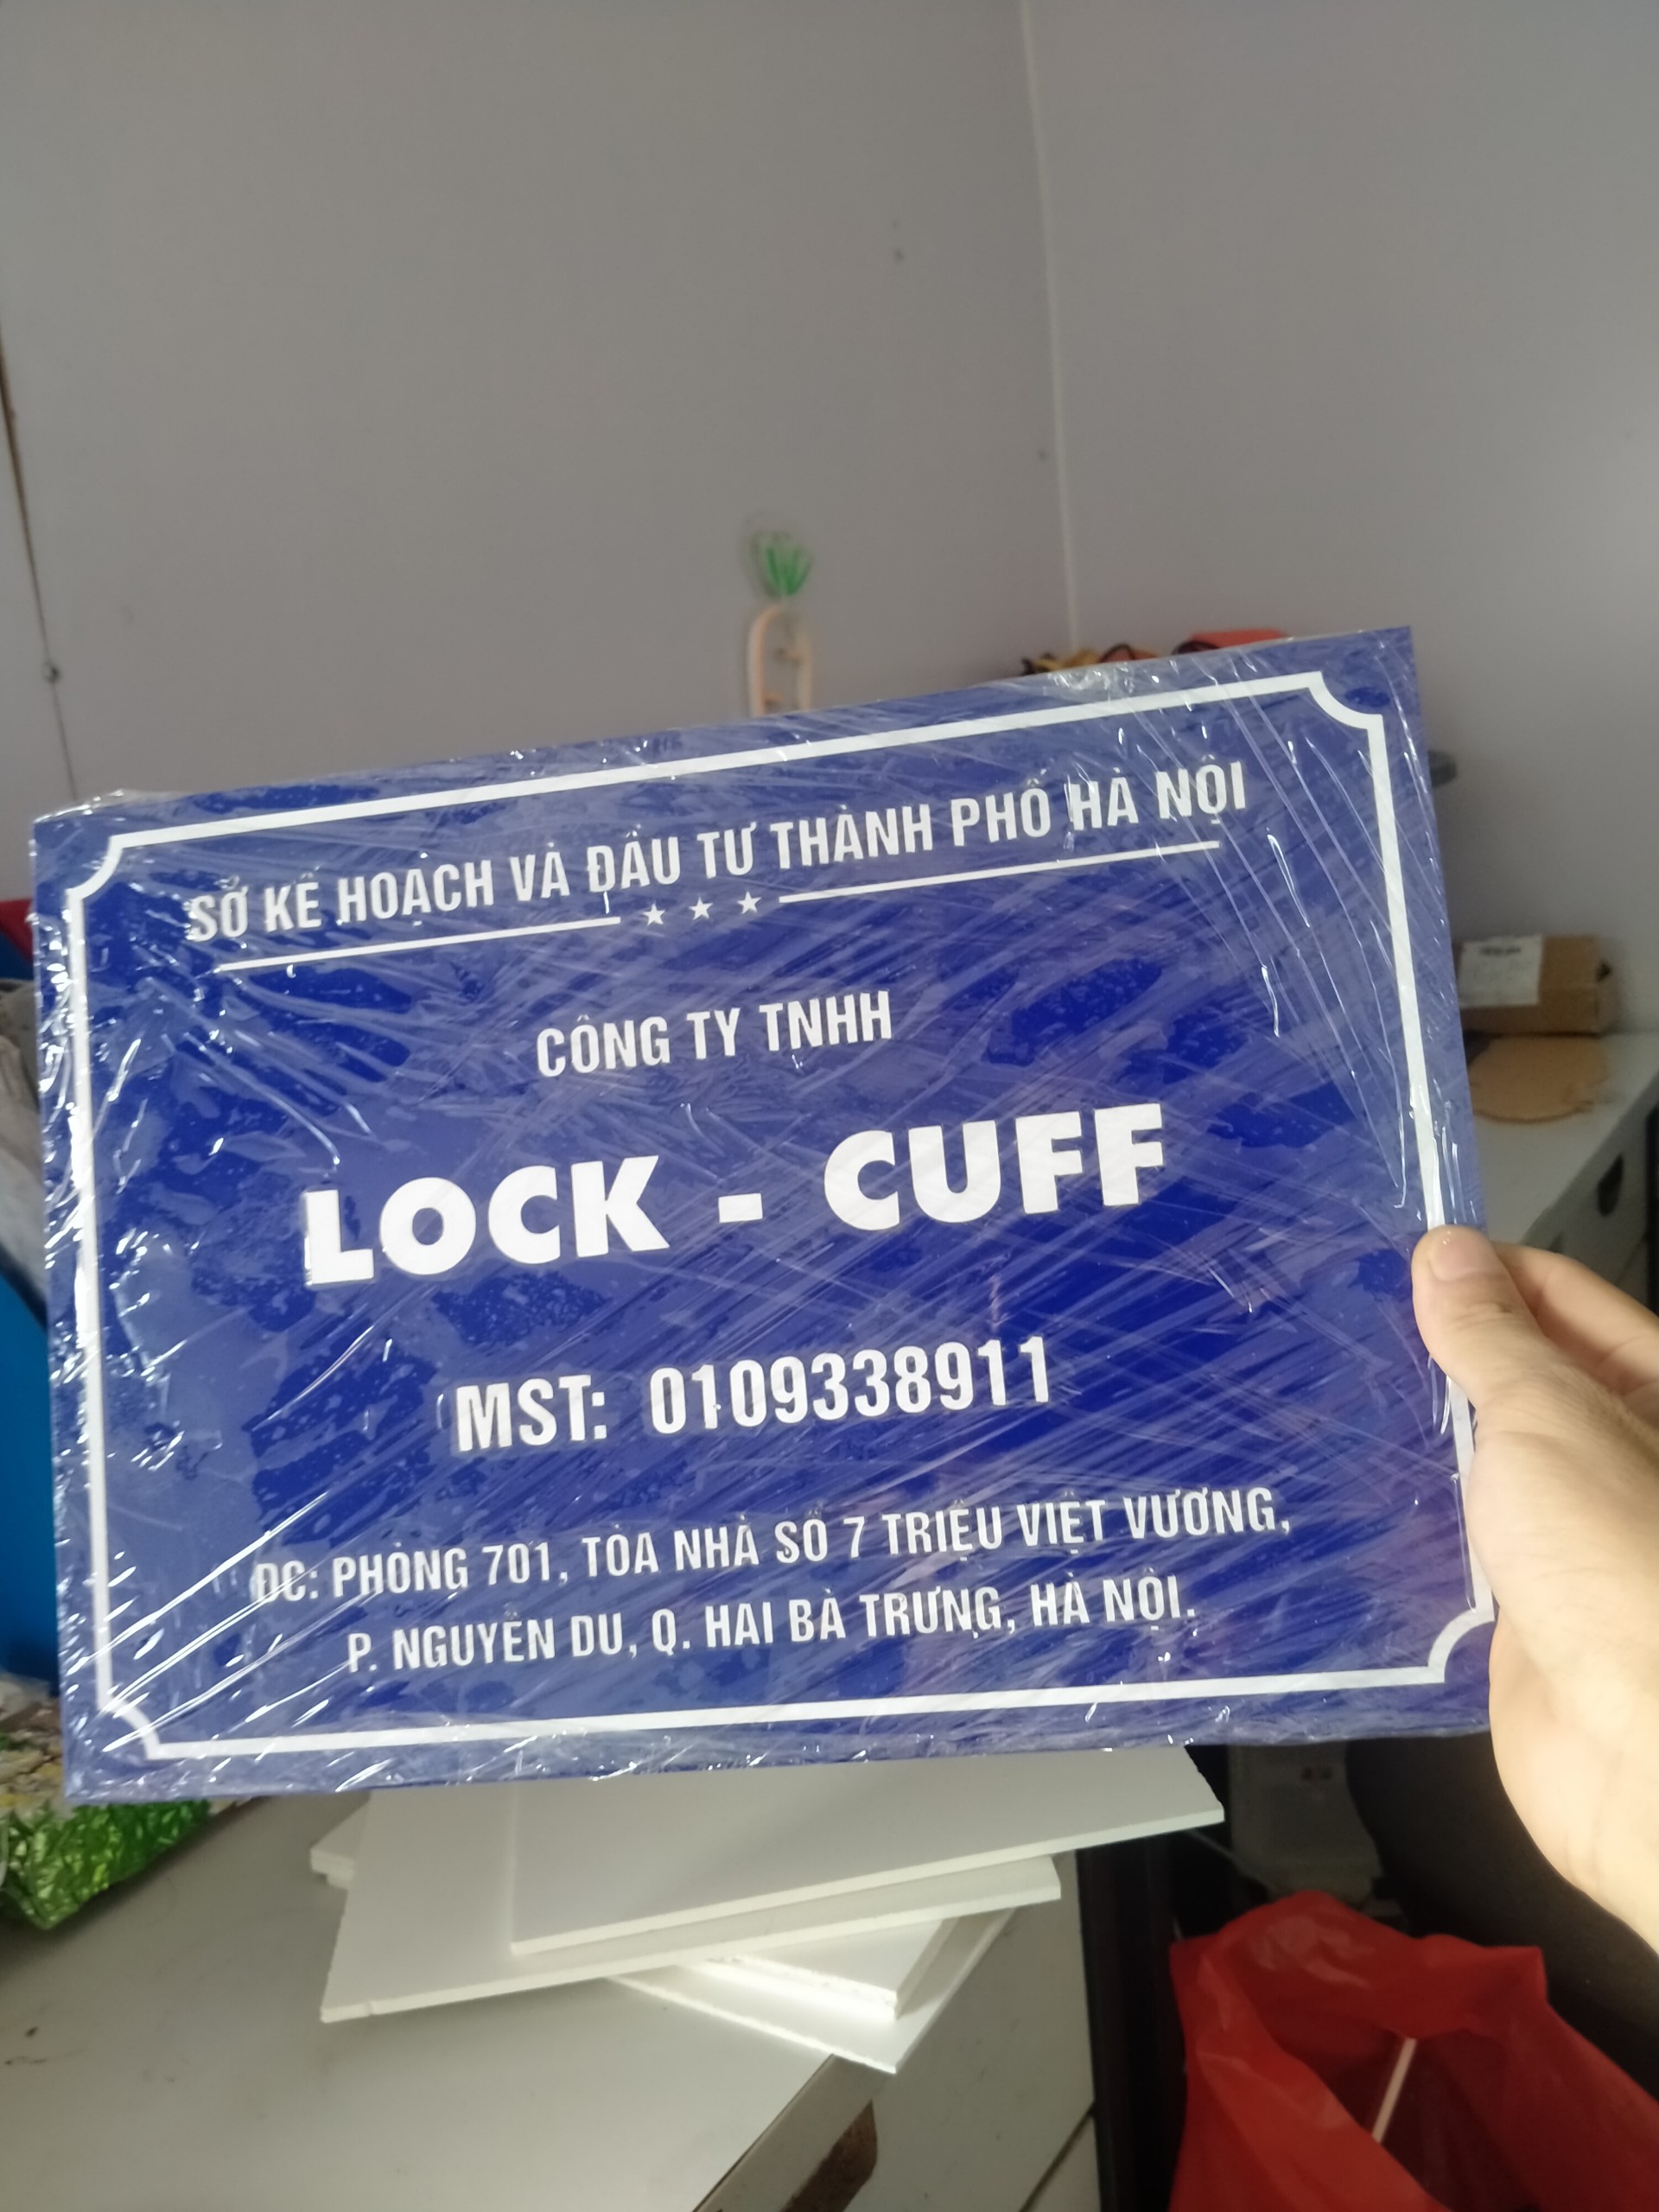 SỞ KẾ HOẠCH VÀ ĐẦU TƯ THÀNH PHỐ HÀ NỘI
CÔNG TY TNHH
LOCK - CUFF
MST: 0109338911
ĐC: PHÒNG 701, TÒA NHÀ SỐ 7 TRIỆU VIỆT VƯƠNG,
P. NGUYỄN DU, Q. HAI BÀ TRƯNG, HÀ NỘI.